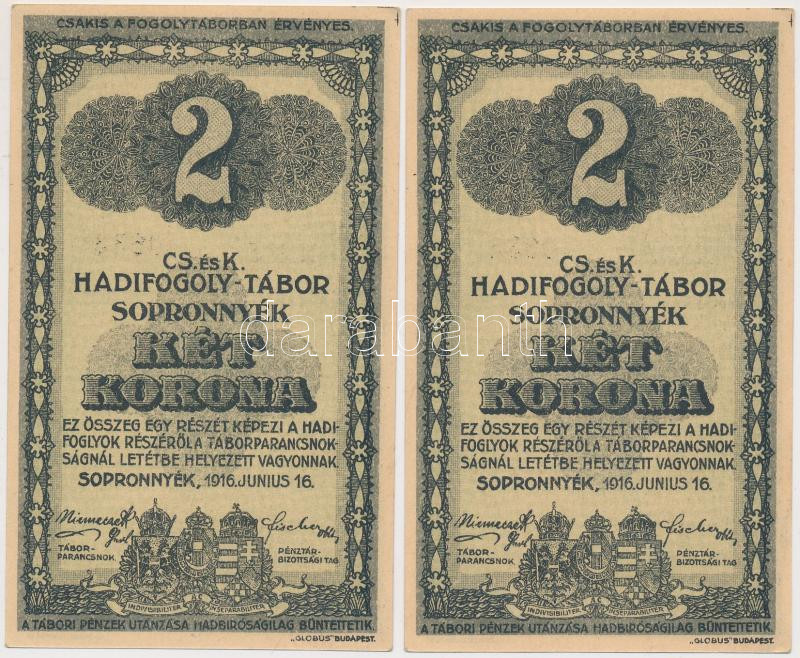 CSAKIS A FOGOLYTÁBORBAN ÉRVÉNYES.
2
CS. ÉS K.
HADIFOGOLY-TÁBOR
SOPRONNYÉK
KÉT
KORONA
EZ ÖSSZEG EGY RÉSZÉT KÉPEZI A HADI-
FOGLYOK RÉSZÉRŐL A TÁBORPARANCSNOK-
SÁGNÁL LETÉTBE HELYEZETT VAGYONNAK.
SOPRONNYÉK, 1916. JUNIUS 16.
TÁBOR-
PARANCSNOK.
PÉNZTÁR-
BIZOTTSÁGI TAG
INDIVISIBILITER AC INSEPARABILITER
A TÁBORI PÉNZEK UTÁNZÁSA HADBIRÓSÁGILAG BÜNTETTETIK.
„GLOBUS" BUDAPEST.
CSAKIS A FOGOLYTÁBORBAN ÉRVÉNYES.
2
CS. ÉS K.
HADIFOGOLY-TÁBOR
SOPRONNYÉK
KÉT
KORONA
EZ ÖSSZEG EGY RÉSZÉT KÉPEZI A HADI-
FOGLYOK RÉSZÉRŐL A TÁBORPARANCSNOK-
SÁGNÁL LETÉTBE HELYEZETT VAGYONNAK.
SOPRONNYÉK, 1916. JUNIUS 16.
TÁBOR-
PARANCSNOK.
PÉNZTÁR-
BIZOTTSÁGI TAG.
INDIVISIBILITER AC INSEPARABILITER
A TÁBORI PÉNZEK UTÁNZÁSA HADBIRÓSÁGILAG BÜNTETTETIK.
„GLOBUS" BUDAPEST.
darabanth